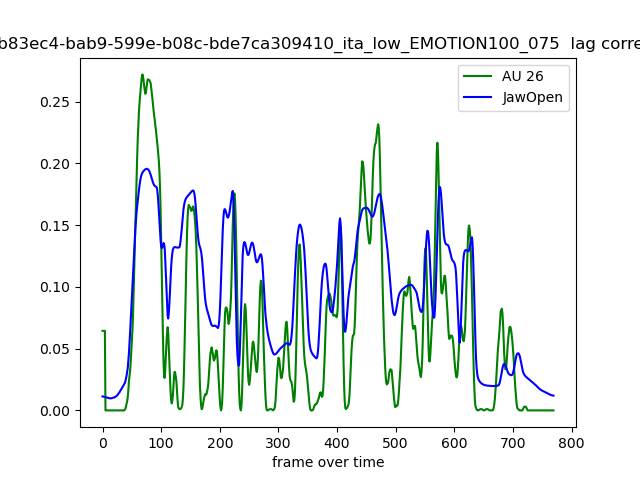 b83ec4-bab9-599e-b08c-bde7ca309410_ita_low_EMOTION100_075 lag corre
AU 26
JawOpen
0.25
0.20
0.15
0.10
0.05
0.00
0 100 200 300 400 500 600 700 800
frame over time